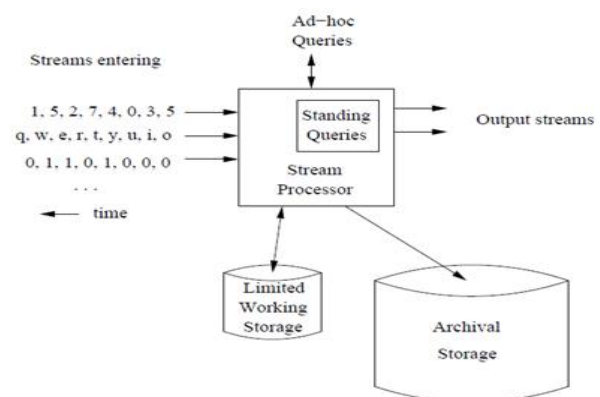 Ad-hoc
Queries
Streams entering
1, 5, 2, 7, 4, 0, 3, 5
q, w, e, r, t, y, u, i, o
0, 1, 1, 0, 1, 0, 0, 0
. . .
time
Standing
Queries
Stream
Processor
Output streams
Limited
Working
Storage
Archival
Storage